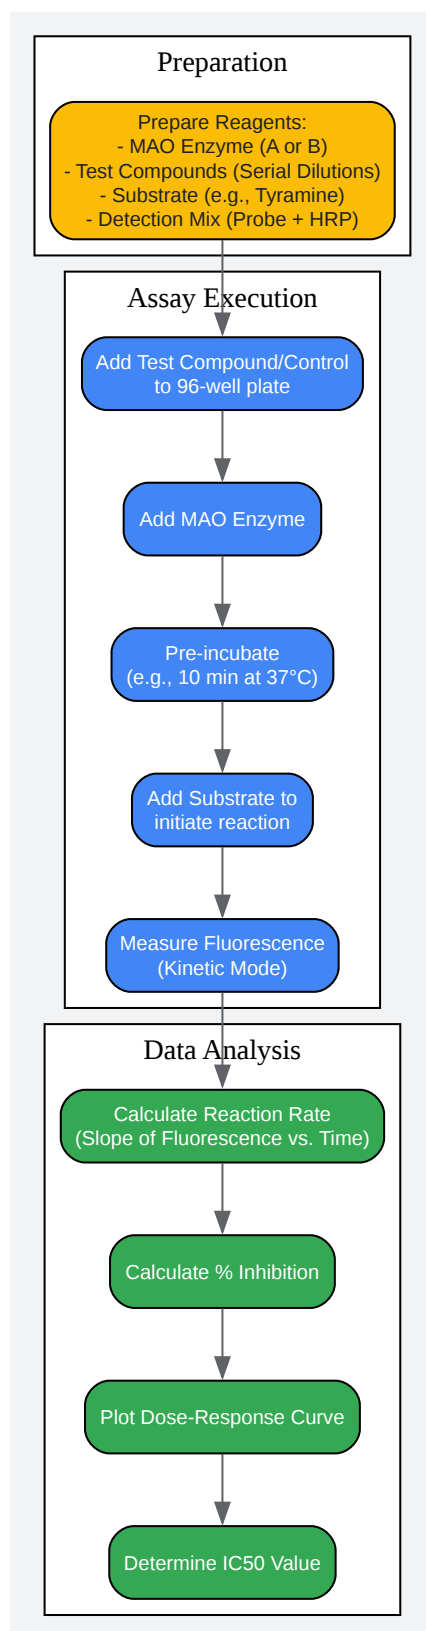 Preparation
Prepare Reagents:
- MAO Enzyme (A or B)
- Test Compounds (Serial Dilutions)
- Substrate (e.g., Tyramine)
- Detection Mix (Probe + HRP)
Assay Execution
Add Test Compound/Control
to 96-well plate
Add MAO Enzyme
Pre-incubate
(e.g., 10 min at 37°C)
Add Substrate to
initiate reaction
Measure Fluorescence
(Kinetic Mode)
Data Analysis
Calculate Reaction Rate
(Slope of Fluorescence vs. Time)
Calculate % Inhibition
Plot Dose-Response Curve
Determine IC50 Value